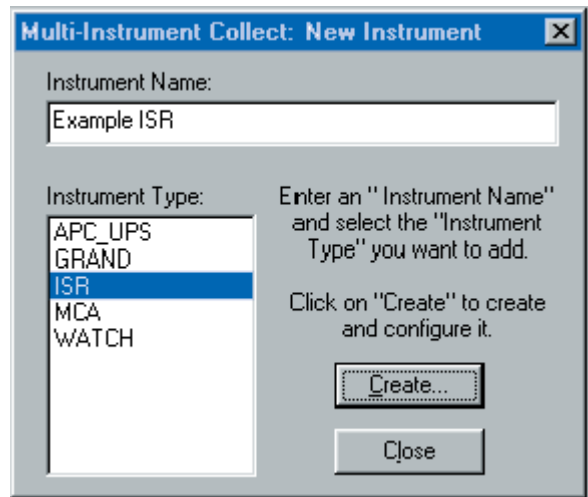 Multi-Instrument Collect: New Instrument
Instrument Name:
Example ISR
Instrument Type:
APC_UPS
GRAND
ISR
MCA
WATCH
Enter an "Instrument Name"
and select the "Instrument
Type" you want to add.
Click on "Create" to create
and configure it.
Create...
Close